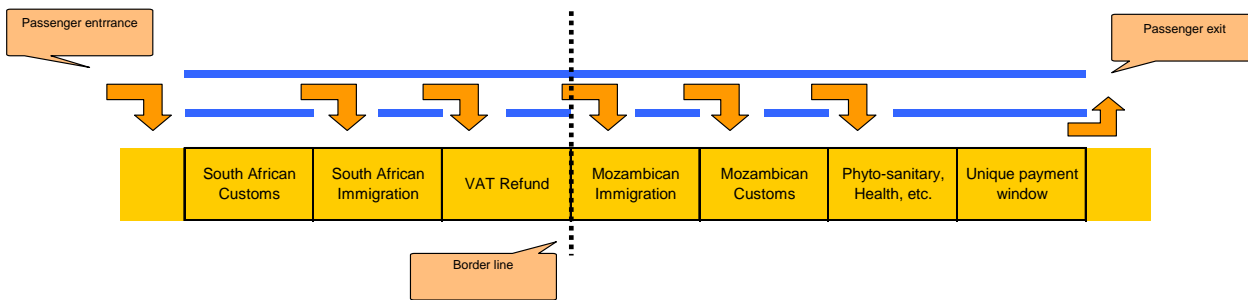 Passenger entrrance
Passenger exit
South African
Customs
South African
Immigration
VAT Refund
Mozambican
Immigration
Mozambican
Customs
Phyto-sanitary,
Health, etc.
Unique payment
window
Border line